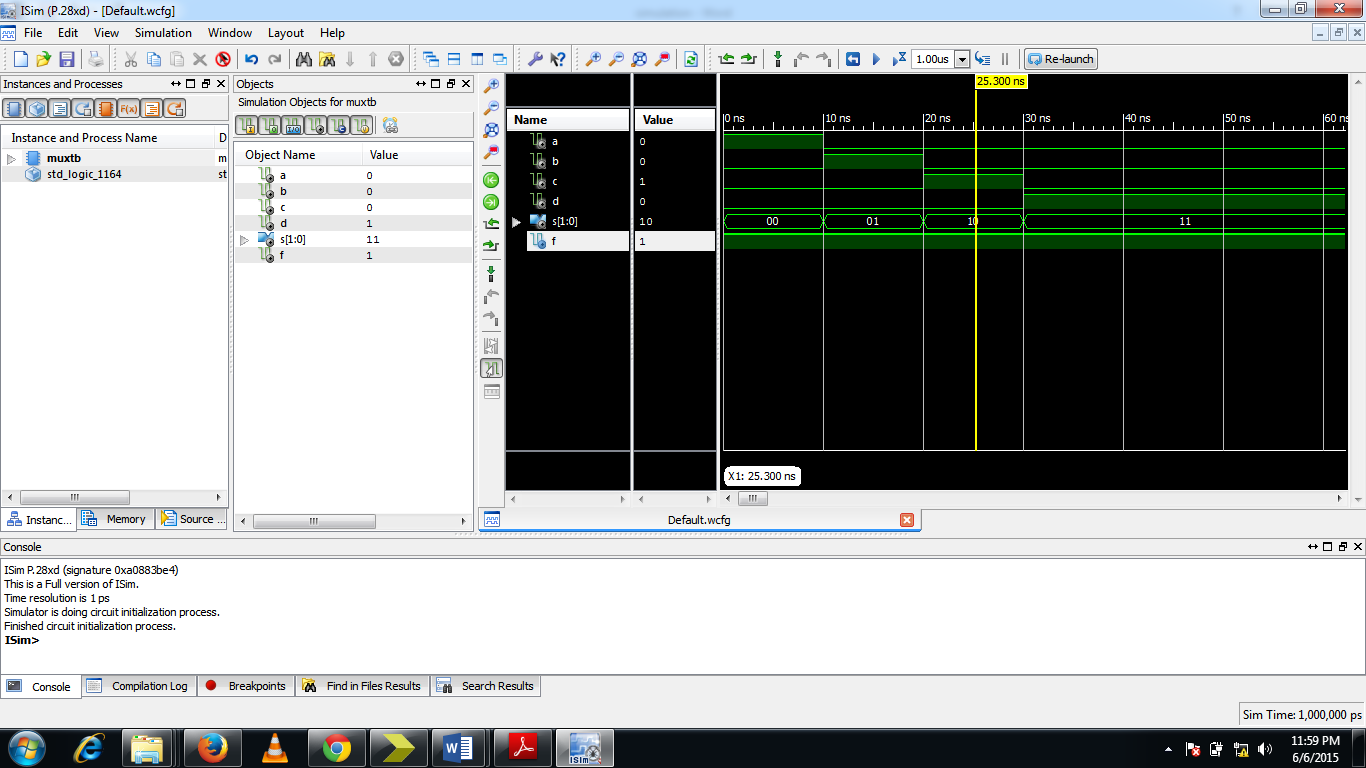 ISim (P.28xd) - [Default.wcfg]
File Edit View Simulation Window Layout Help
1.00us Re-launch
Instances and Processes
Instance and Process Name D
muxtb m
std_logic_1164 st
Instanc... Memory Source ...
Objects
Simulation Objects for muxtb
Object Name Value
a 0
b 0
c 0
d 1
s[1:0] 11
f 1
Name Value
a 0
b 0
c 1
d 0
s[1:0] 10
f 1
25.300 ns
0 ns 10 ns 20 ns 30 ns 40 ns 50 ns 60 ns
00 01 10 11
X1: 25.300 ns
Default.wcfg
Console
ISim P.28xd (signature 0xa0883be4)
This is a Full version of ISim.
Time resolution is 1 ps
Simulator is doing circuit initialization process.
Finished circuit initialization process.
ISim>
Console Compilation Log Breakpoints Find in Files Results Search Results
Sim Time: 1,000,000 ps
ISim
11:59 PM
6/6/2015